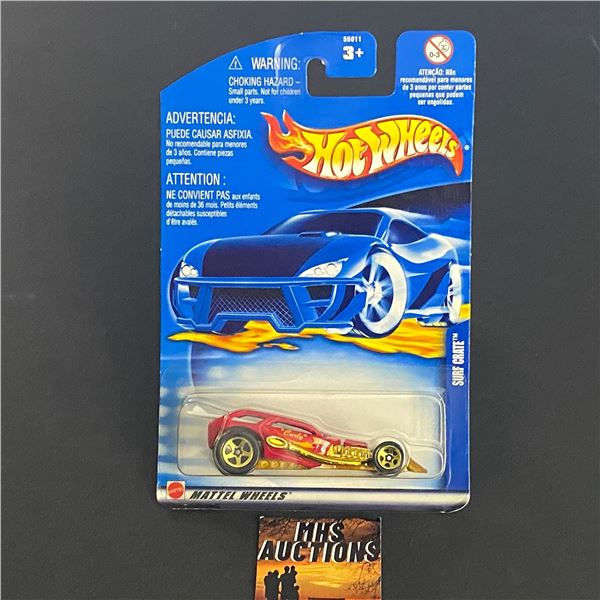 55011
3+
WARNING:
CHOKING HAZARD –
Small parts. Not for children
under 3 years.
ADVERTENCIA:
PUEDE CAUSAR ASFIXIA.
No recomendable para menores
de 3 años. Contiene piezas
pequeñas.
ATTENTION :
NE CONVIENT PAS aux enfants
de moins de 36 mois. Petits éléments
détachables susceptibles
d'être avalés.
0-3
ATENÇÃO: Não
recomendável para menores
de 3 anos por conter partes
pequenas que podem
ser engolidas.
HOT WHEELS
SURF CRATE™
MATTEL
MATTEL WHEELS
MHS
AUCTIONS